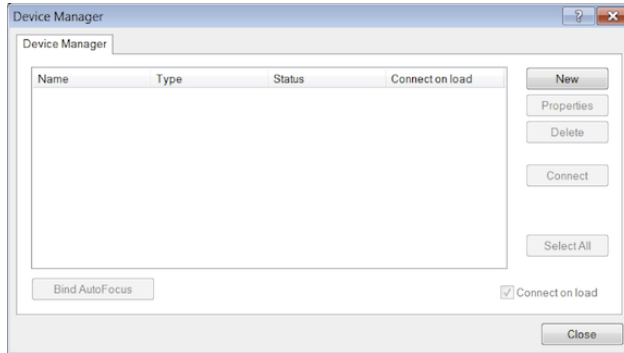 Device Manager
Device Manager
Name Type Status Connect on load
New
Properties
Delete
Connect
Select All
Bind AutoFocus
Connect on load
Close